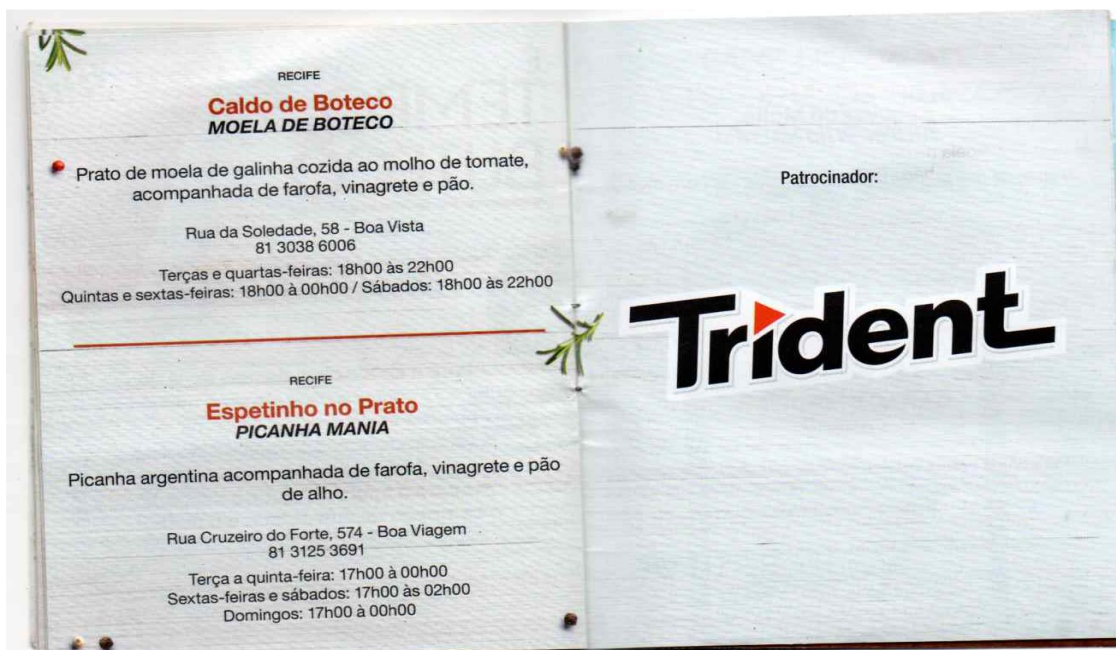 RECIFE
Caldo de Boteco
MOELA DE BOTECO
Prato de moela de galinha cozida ao molho de tomate,
acompanhada de farofa, vinagrete e pão.
Rua da Soledade, 58 - Boa Vista
81 3038 6006
Terças e quartas-feiras: 18h00 às 22h00
Quintas e sextas-feiras: 18h00 à 00h00 / Sábados: 18h00 às 22h00
RECIFE
Espetinho no Prato
PICANHA MANIA
Picanha argentina acompanhada de farofa, vinagrete e pão
de alho.
Rua Cruzeiro do Forte, 574 - Boa Viagem
81 3125 3691
Terça a quinta-feira: 17h00 à 00h00
Sextas-feiras e sábados: 17h00 às 02h00
Domingos: 17h00 à 00h00
Patrocinador:
Trident